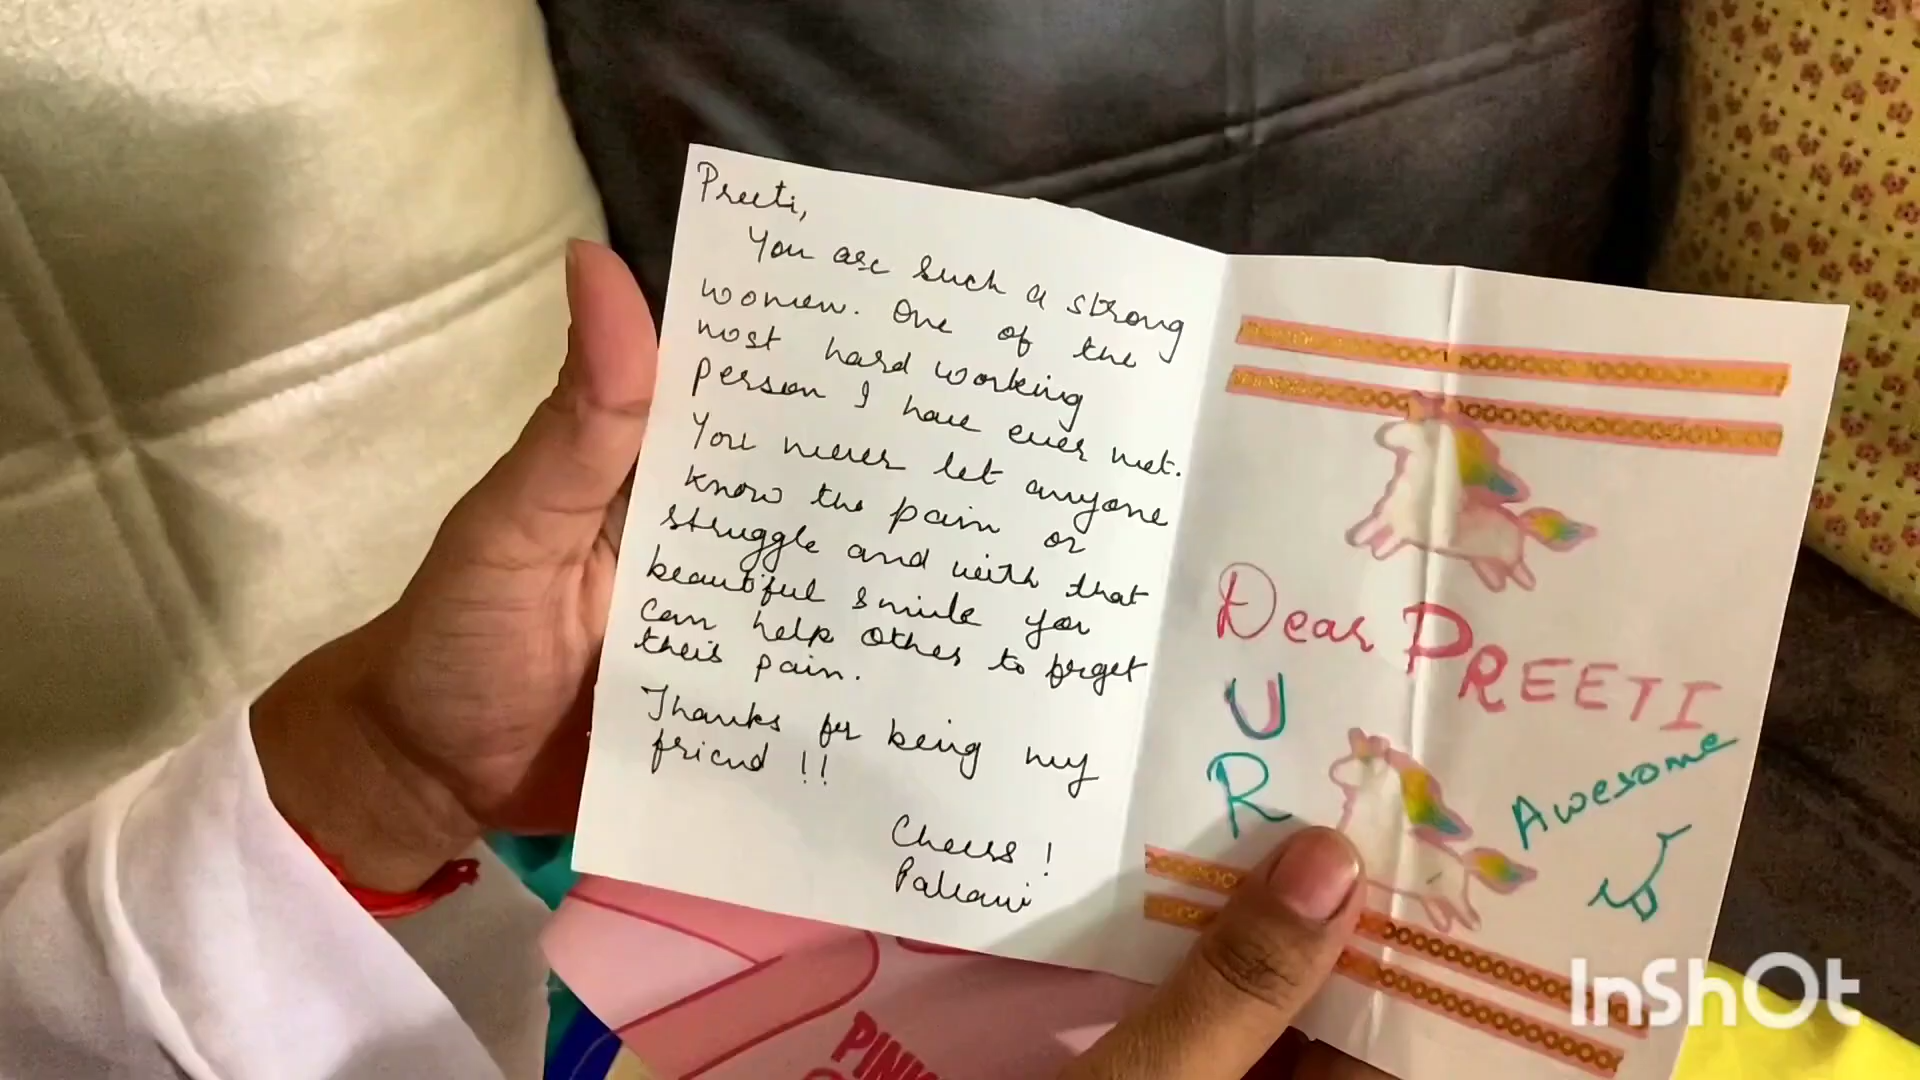 Preeti,
You are such a strong
women. One of the
most hard working
person I have ever met.
You never let anyone
know the pain or
struggle and with that
beautiful smile you
can help other to forget
their pain.
Thanks for being my
friend !!
Cheers !
Pallavi
Dear PREETI
U
R
Awesome
PINK
InShOt